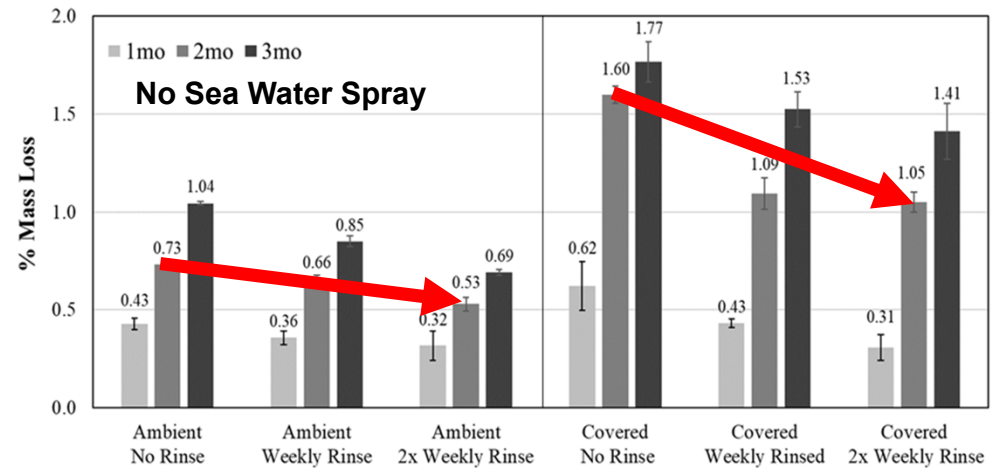 % Mass Loss
2.0
1.5
1.0
0.5
0.0
1mo 2mo 3mo
No Sea Water Spray
0.43
0.73
1.04
0.36
0.66
0.85
0.32
0.53
0.69
0.62
1.60
1.77
0.43
1.09
1.53
0.31
1.05
1.41
Ambient
No Rinse
Ambient
Weekly Rinse
Ambient
2x Weekly Rinse
Covered
No Rinse
Covered
Weekly Rinsed
Covered
2x Weekly Rinse